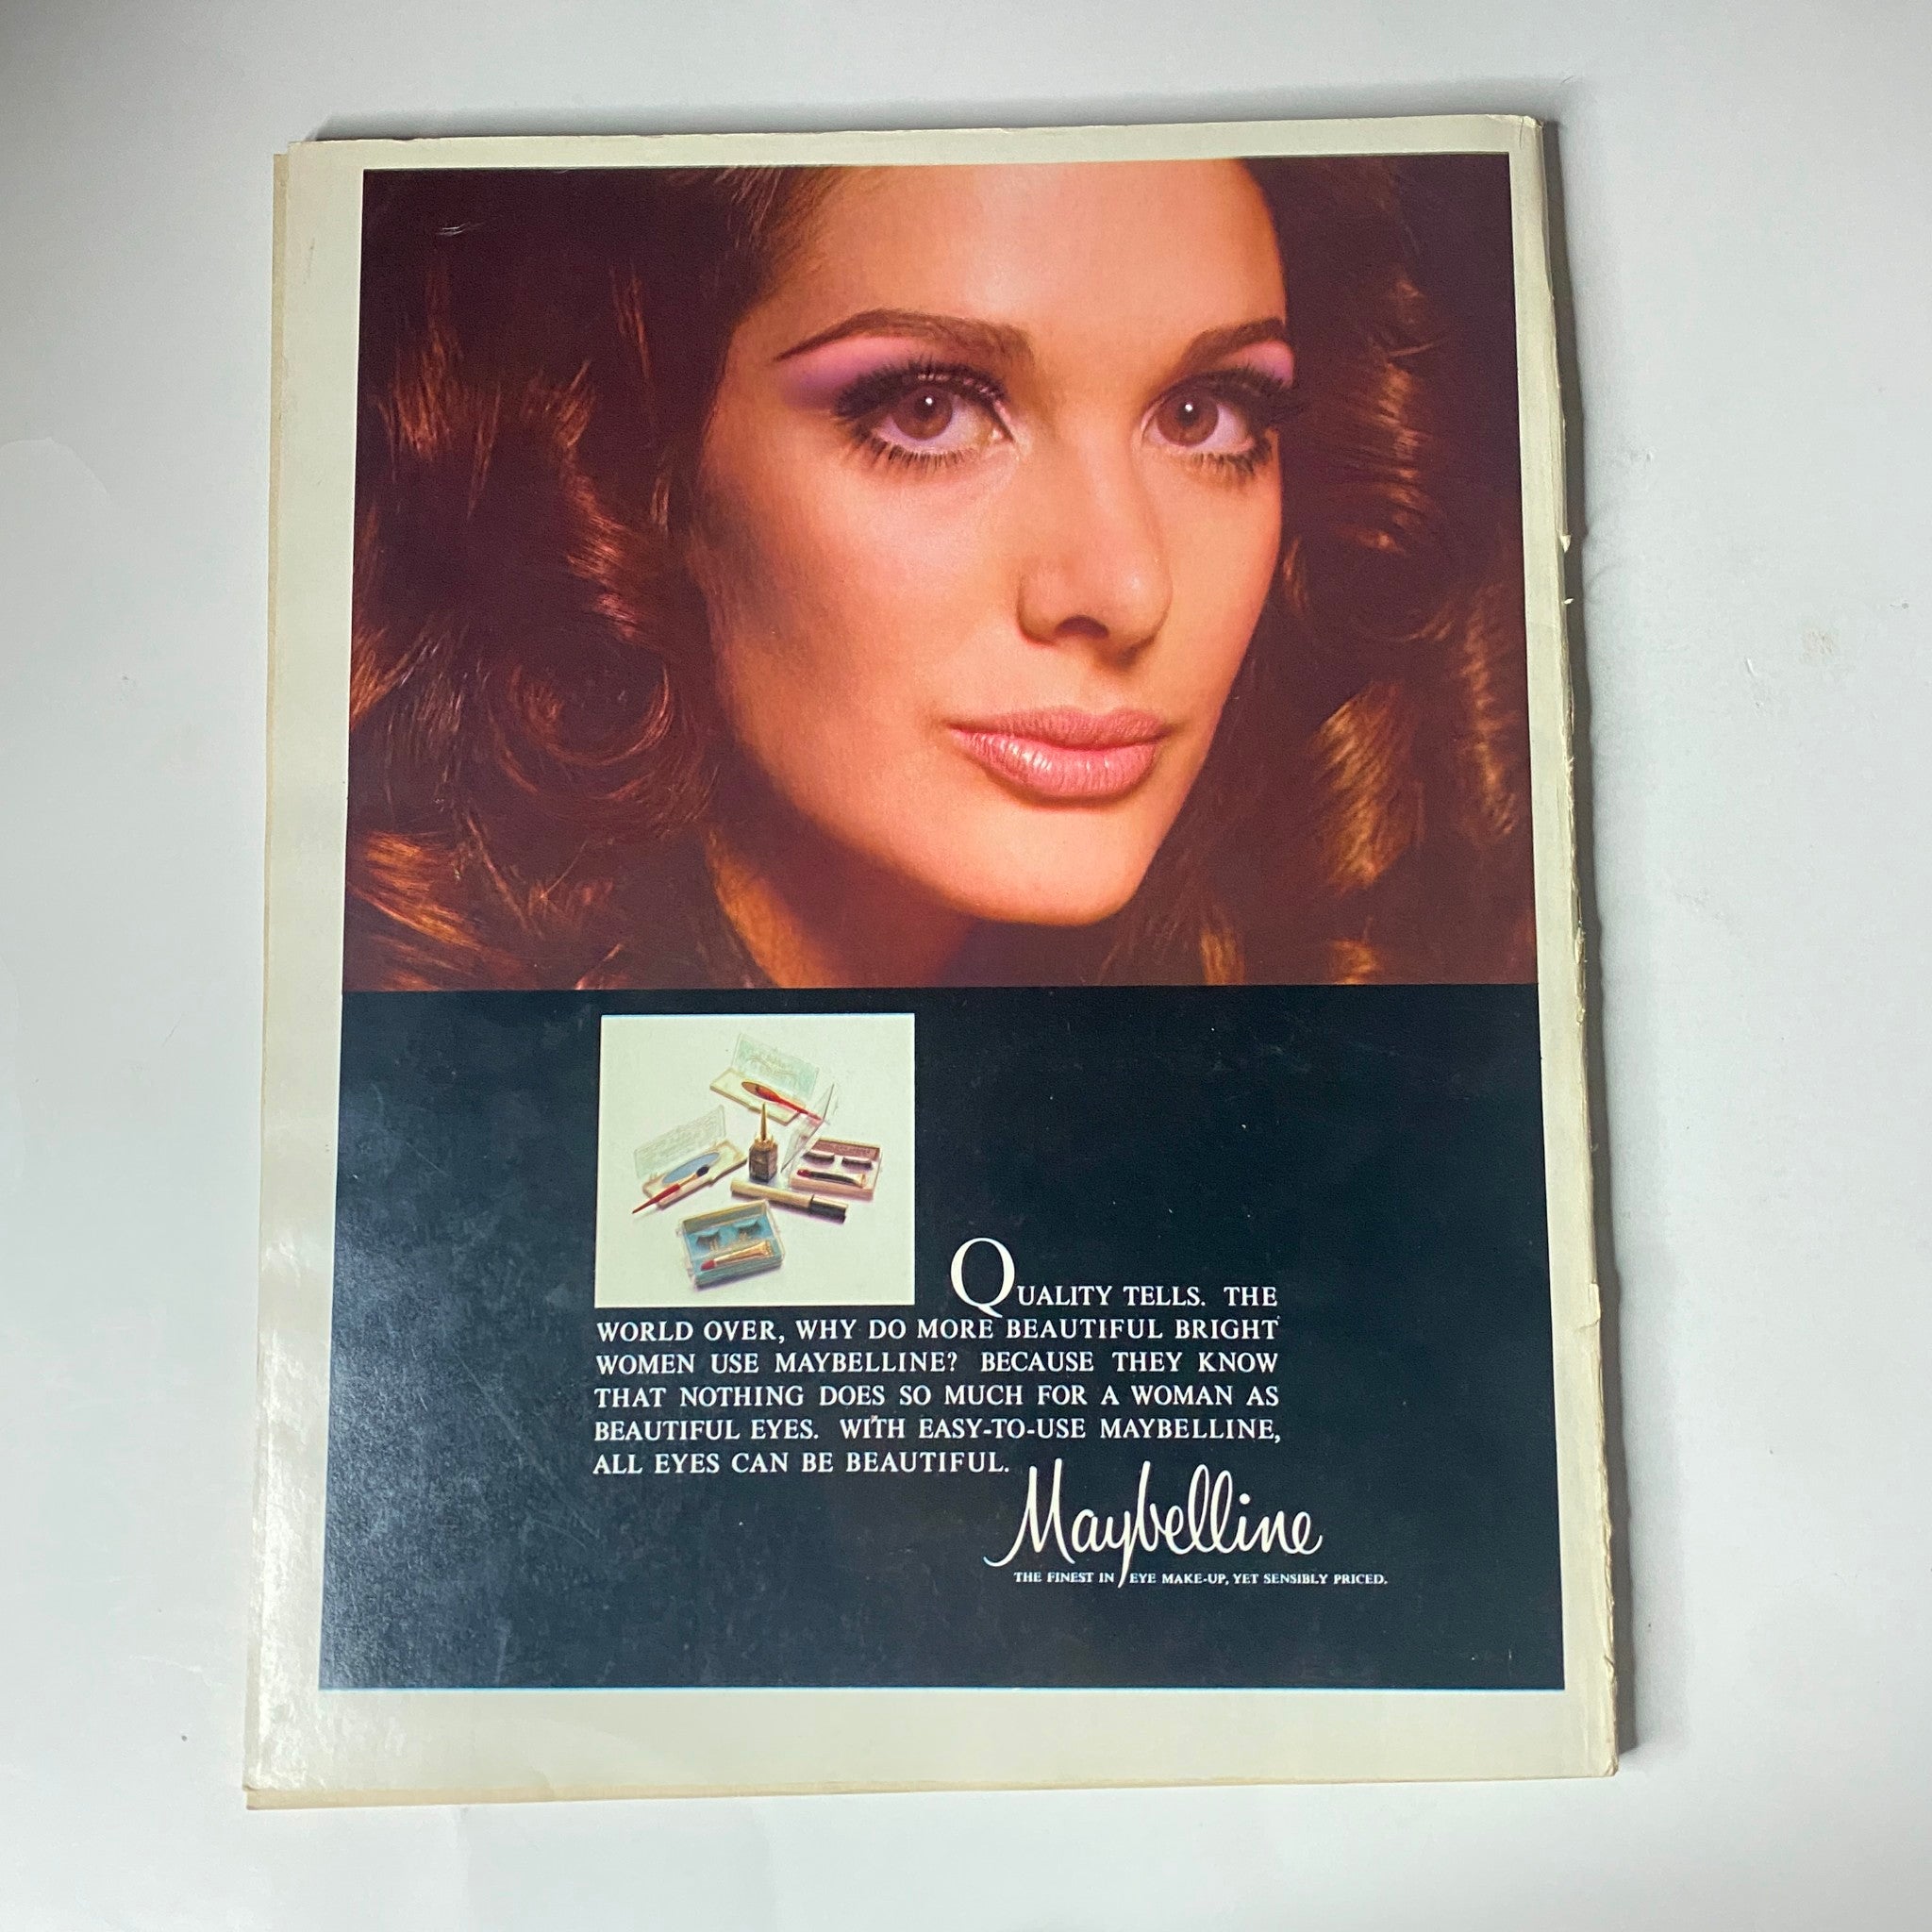 QUALITY TELLS. THE
WORLD OVER, WHY DO MORE BEAUTIFUL BRIGHT
WOMEN USE MAYBELLINE? BECAUSE THEY KNOW
THAT NOTHING DOES SO MUCH FOR A WOMAN AS
BEAUTIFUL EYES. WITH EASY-TO-USE MAYBELLINE,
ALL EYES CAN BE BEAUTIFUL.
Maybelline
THE FINEST IN EYE MAKE-UP, YET SENSIBLY PRICED.